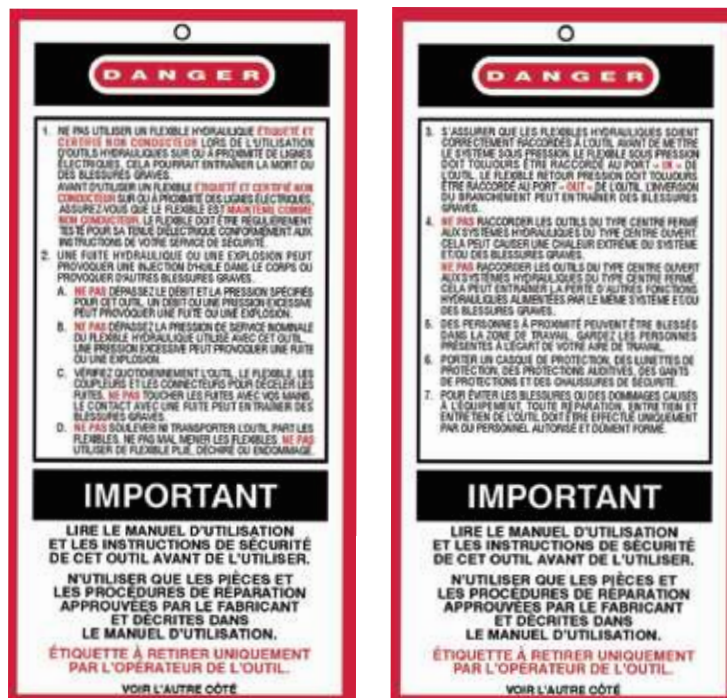 DANGER
1. NE PAS UTILISER UN FLEXIBLE HYDRAULIQUE ÉTIQUETÉ ET
CERTIFIÉ NON CONDUCTEUR LORS DE L'UTILISATION
D'OUTILS HYDRAULIQUES SUR OU À PROXIMITÉ DE LIGNES
ÉLECTRIQUES, CELA POURRAIT ENTRAÎNER LA MORT OU
DES BLESSURES GRAVES.
AVANT D'UTILISER UN FLEXIBLE ÉTIQUETÉ ET CERTIFIÉ NON
CONDUCTEUR SUR OU À PROXIMITÉ DES LIGNES ÉLECTRIQUES,
ASSUREZ-VOUS QUE LE FLEXIBLE EST MAINTENU COMME
NON CONDUCTEUR. LE FLEXIBLE DOIT ÊTRE RÉGULIEREMENT
TESTÉ POUR SA TENUE DIÉLECTRIQUE CONFORMÉMENT AUX
INSTRUCTIONS DE VOTRE SERVICE DE SÉCURITÉ.
2. UNE FUITE HYDRAULIQUE OU UNE EXPLOSION PEUT
PROVOQUER UNE INJECTION D'HUILE DANS LE CORPS OU
PROVOQUER D'AUTRES BLESSURES GRAVES.
A. NE PAS DÉPASSEZ LE DÉBIT ET LA PRESSION SPÉCIFIÉS
POUR CET OUTIL. UN DÉBIT OU UNE PRESSION EXCESSIVE
PEUT PROVOQUER UNE FUITE OU UNE EXPLOSION.
B. NE PAS DÉPASSEZ LA PRESSION DE SERVICE NOMINALE
DU FLEXIBLE HYDRAULIQUE UTILISÉ AVEC CET OUTIL.
UNE PRESSION EXCESSIVE PEUT PROVOQUER UNE FUITE
OU UNE EXPLOSION.
C. VÉRIFIEZ QUOTIDIENNEMENT L'OUTIL, LE FLEXIBLE, LES
COUPLEURS ET LES CONNECTEURS POUR DÉCELER LES
FUITES. NE PAS TOUCHER LES FUITES AVEC VOS MAINS.
LE CONTACT AVEC UNE FUITE PEUT ENTRAÎNER DES
BLESSURES GRAVES.
D. NE PAS SOULEVER NI TRANSPORTER L'OUTIL PART LES
FLEXIBLES. NE PAS MAL MENER LES FLEXIBLES. NE PAS
UTILISER DE FLEXIBLE PLIÉ, DÉCHIRÉ OU ENDOMMAGÉ.
IMPORTANT
LIRE LE MANUEL D'UTILISATION
ET LES INSTRUCTIONS DE SÉCURITÉ
DE CET OUTIL AVANT DE L'UTILISER.
N'UTILISER QUE LES PIÈCES ET
LES PROCÉDURES DE RÉPARATION
APPROUVÉES PAR LE FABRICANT
ET DÉCRITES DANS
LE MANUEL D'UTILISATION.
ÉTIQUETTE À RETIRER UNIQUEMENT
PAR L'OPÉRATEUR DE L'OUTIL.
VOIR L'AUTRE CÔTÉ
DANGER
3. S'ASSURER QUE LES FLEXIBLES HYDRAULIQUES SOIENT
CORRECTEMENT RACCORDÉS À L'OUTIL AVANT DE METTRE
LE SYSTÈME SOUS PRESSION. LE FLEXIBLE SOUS PRESSION
DOIT TOUJOURS ÊTRE RACCORDÉ AU PORT « IN » DE
L'OUTIL. LE FLEXIBLE RETOUR PRESSION DOIT TOUJOURS
ÊTRE RACCORDÉ AU PORT « OUT » DE L'OUTIL. L'INVERSION
DU BRANCHEMENT PEUT ENTRAÎNER DES BLESSURES
GRAVES.
4. NE PAS RACCORDER LES OUTILS DU TYPE CENTRE FERMÉ
AUX SYSTÈMES HYDRAULIQUES DU TYPE CENTRE OUVERT.
CELA PEUT CAUSER UNE CHALEUR EXTRÊME OU SYSTÈME
ET/OU DES BLESSURES GRAVES.
NE PAS RACCORDER LES OUTILS DU TYPE CENTRE OUVERT
AUX SYSTÈMES HYDRAULIQUES DU TYPE CENTRE FERMÉ,
CELA PEUT ENTRAÎNER LA PERTE D'AUTRES FONCTIONS
HYDRAULIQUES ALIMENTÉES PAR LE MÊME SYSTÈME ET/OU
DES BLESSURES GRAVES.
5. DES PERSONNES À PROXIMITÉ PEUVENT ÊTRE BLESSÉS
DANS LA ZONE DE TRAVAIL. GARDEZ LES PERSONNES
PRÉSENTES À L'ÉCART DE VOTRE AIRE DE TRAVAIL.
6. PORTER UN CASQUE DE PROTECTION, DES LUNETTES DE
PROTECTION, DES PROTECTIONS AUDITIVES, DES GANTS
DE PROTECTIONS ET DES CHAUSSURES DE SÉCURITÉ.
7. POUR ÉVITER LES BLESSURES OU DES DOMMAGES CAUSÉS
À L'ÉQUIPEMENT, TOUTE RÉPARATION, ENTRETIEN ET
ENTRETIEN DE L'OUTIL DOIT ÊTRE EFFECTUÉ UNIQUEMENT
PAR DU PERSONNEL AUTORISÉ ET DÛMENT FORMÉ.
IMPORTANT
LIRE LE MANUEL D'UTILISATION
ET LES INSTRUCTIONS DE SÉCURITÉ
DE CET OUTIL AVANT DE L'UTILISER.
N'UTILISER QUE LES PIÈCES ET
LES PROCÉDURES DE RÉPARATION
APPROUVÉES PAR LE FABRICANT
ET DÉCRITES DANS
LE MANUEL D'UTILISATION.
ÉTIQUETTE À RETIRER UNIQUEMENT
PAR L'OPÉRATEUR DE L'OUTIL.
VOIR L'AUTRE CÔTÉ